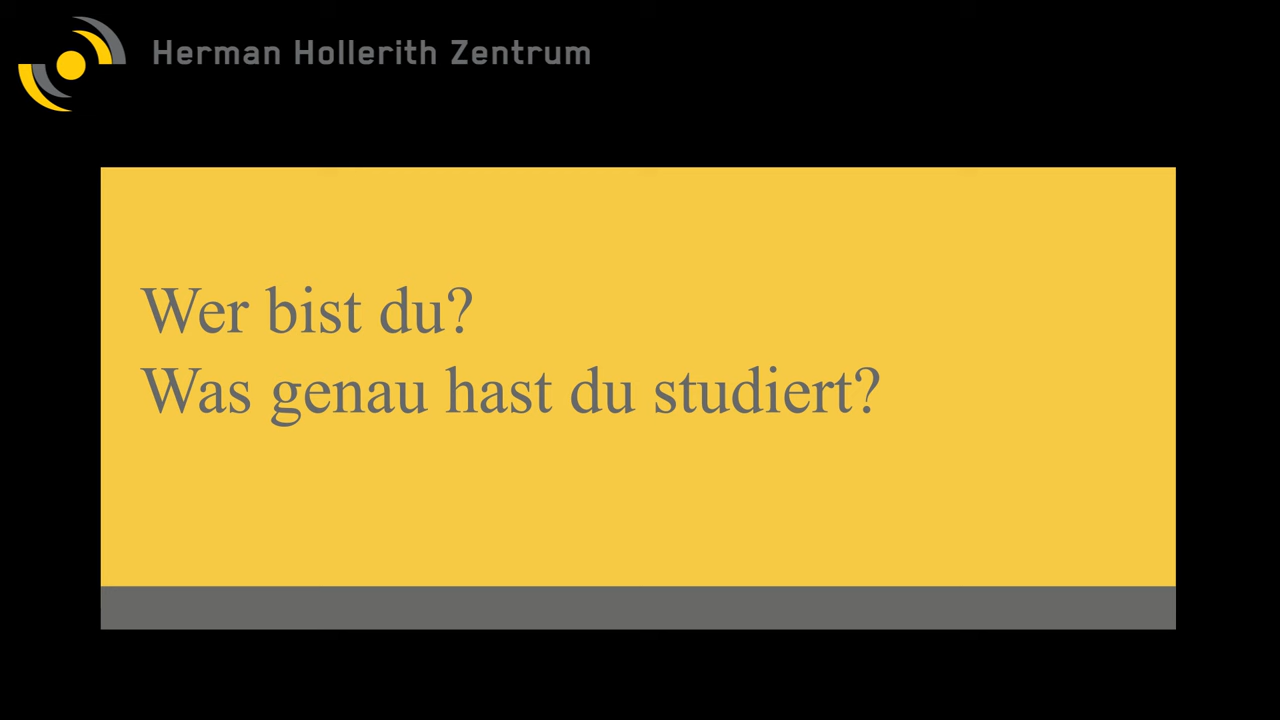 Herman Hollerith Zentrum
Wer bist du?
Was genau hast du studiert?